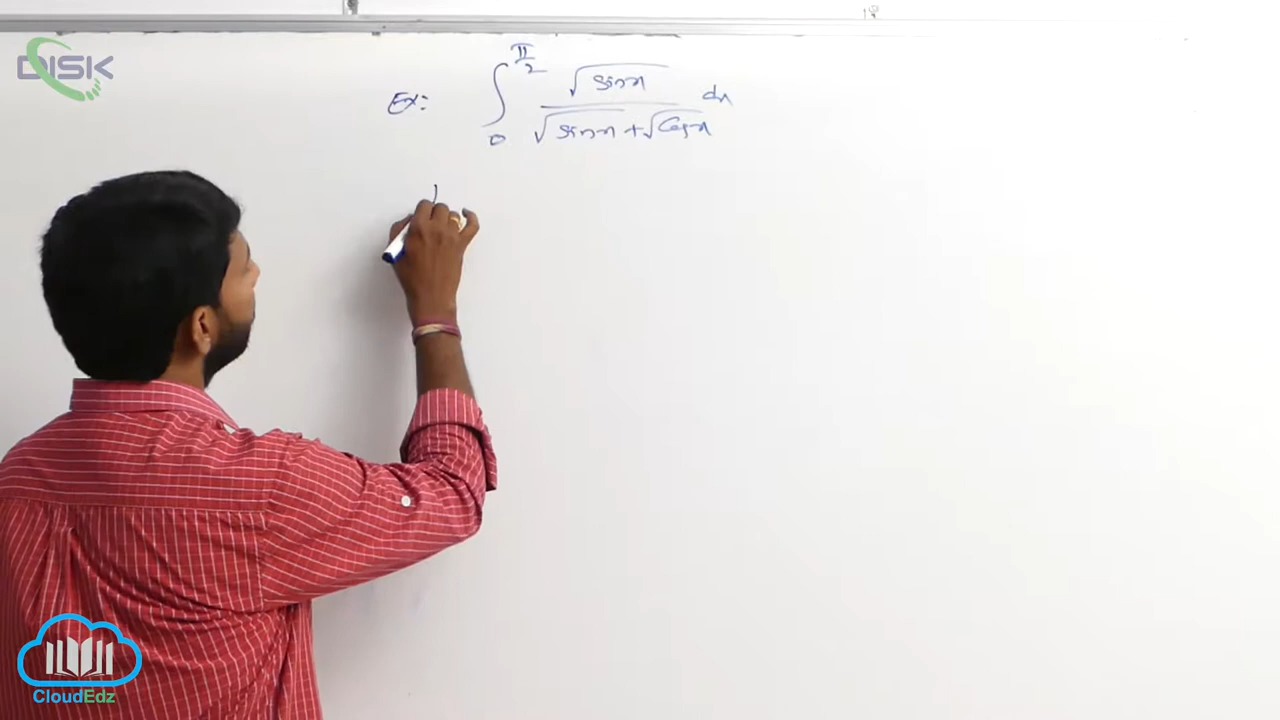 DISK
Ex: ∫₀^(π/2) √sinx / (√sinx + √Cosx) dx
CloudEdz